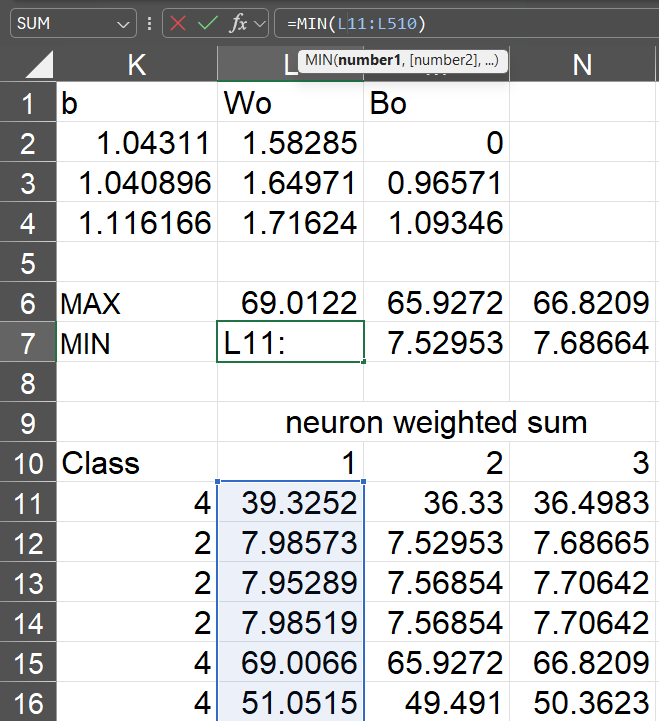 SUM fx =MIN(L11:L510)
MIN(number1, [number2], ...)
K L N
1 b Wo Bo
2 1.04311 1.58285 0
3 1.040896 1.64971 0.96571
4 1.116166 1.71624 1.09346
5
6 MAX 69.0122 65.9272 66.8209
7 MIN L11: 7.52953 7.68664
8
9 neuron weighted sum
10 Class 1 2 3
11 4 39.3252 36.33 36.4983
12 2 7.98573 7.52953 7.68665
13 2 7.95289 7.56854 7.70642
14 2 7.98519 7.56854 7.70642
15 4 69.0066 65.9272 66.8209
16 4 51.0515 49.491 50.3623